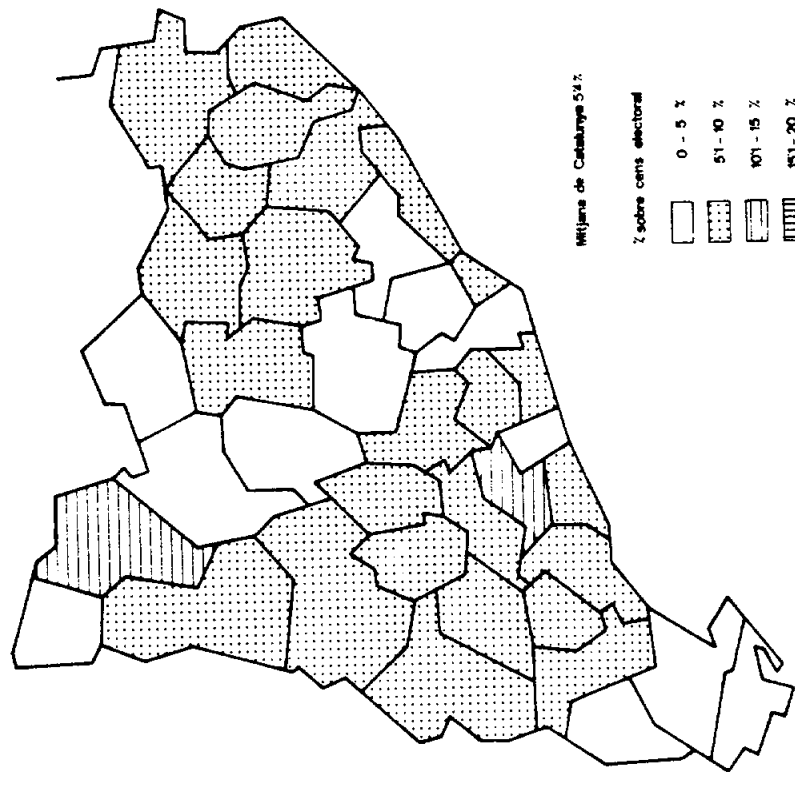 Mitjana de Catalunya 5'4 %
% sobre cens electoral
0 - 5 %
5'1 - 10 %
10'1 - 15 %
15'1 - 20 %